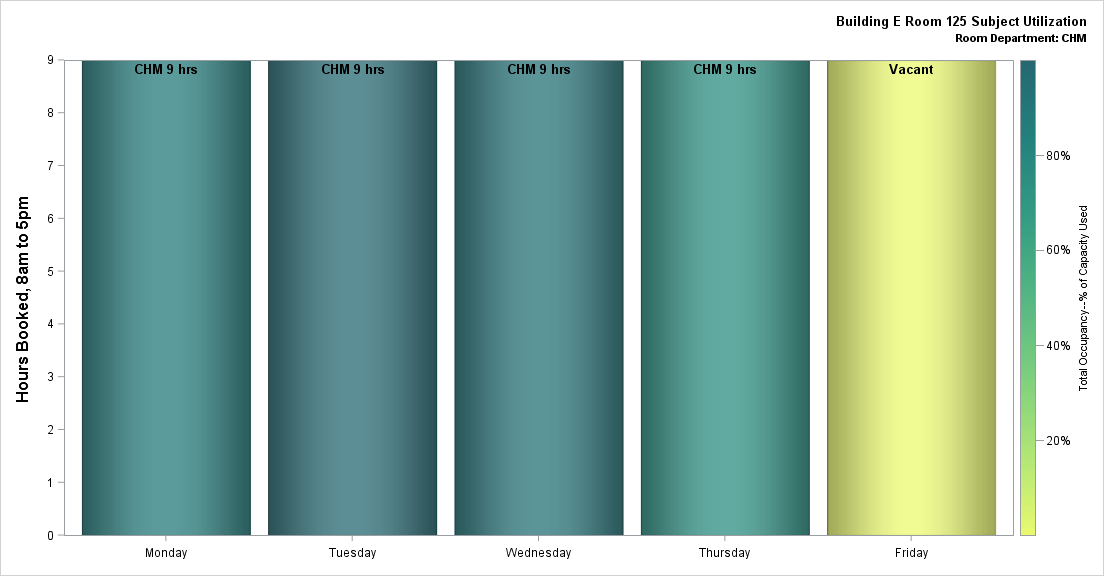 Building E Room 125 Subject Utilization
Room Department: CHM
Hours Booked, 8am to 5pm
9
8
7
6
5
4
3
2
1
0
CHM 9 hrs
CHM 9 hrs
CHM 9 hrs
CHM 9 hrs
Vacant
Monday
Tuesday
Wednesday
Thursday
Friday
80%
60%
40%
20%
Total Occupancy--% of Capacity Used